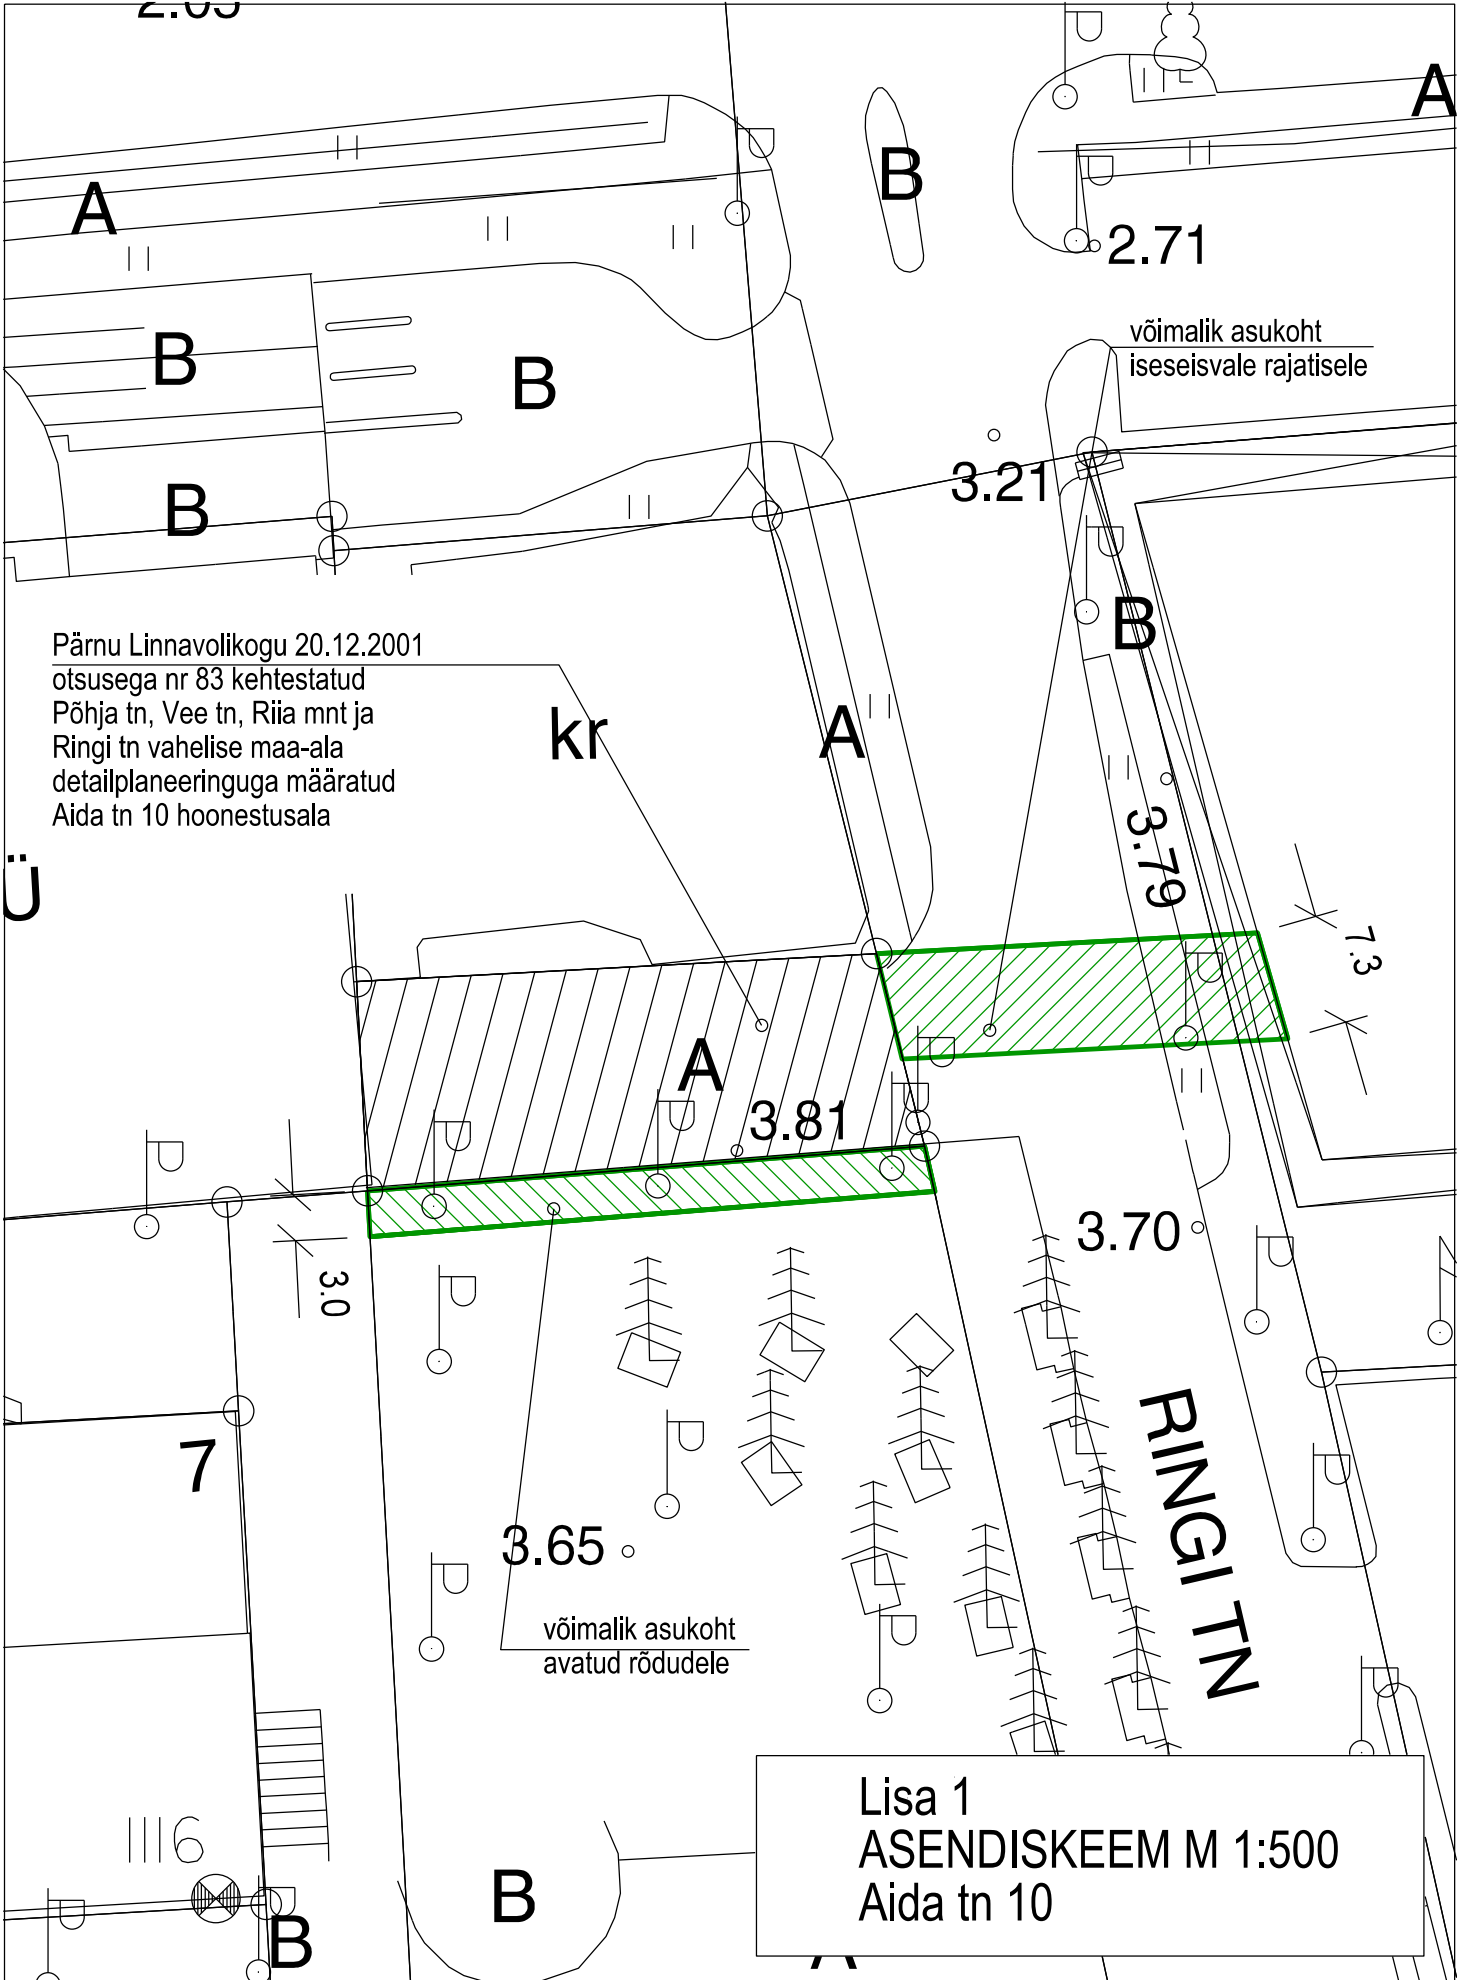 A
A
B
2.71
võimalik asukoht
iseseisvale rajatisele
B
B
3.21
B
Pärnu Linnavolikogu 20.12.2001
otsusega nr 83 kehtestatud
Põhja tn, Vee tn, Riia mnt ja
Ringi tn vahelise maa-ala
detailplaneeringuga määratud
Aida tn 10 hoonestusala
kr
A
B
3.79
Ü
7.3
A
3.81
3.70
3.0
7
RINGI TN
3.65
võimalik asukoht
avatud rõdudele
B
B
Lisa 1
ASENDISKEEM M 1:500
Aida tn 10